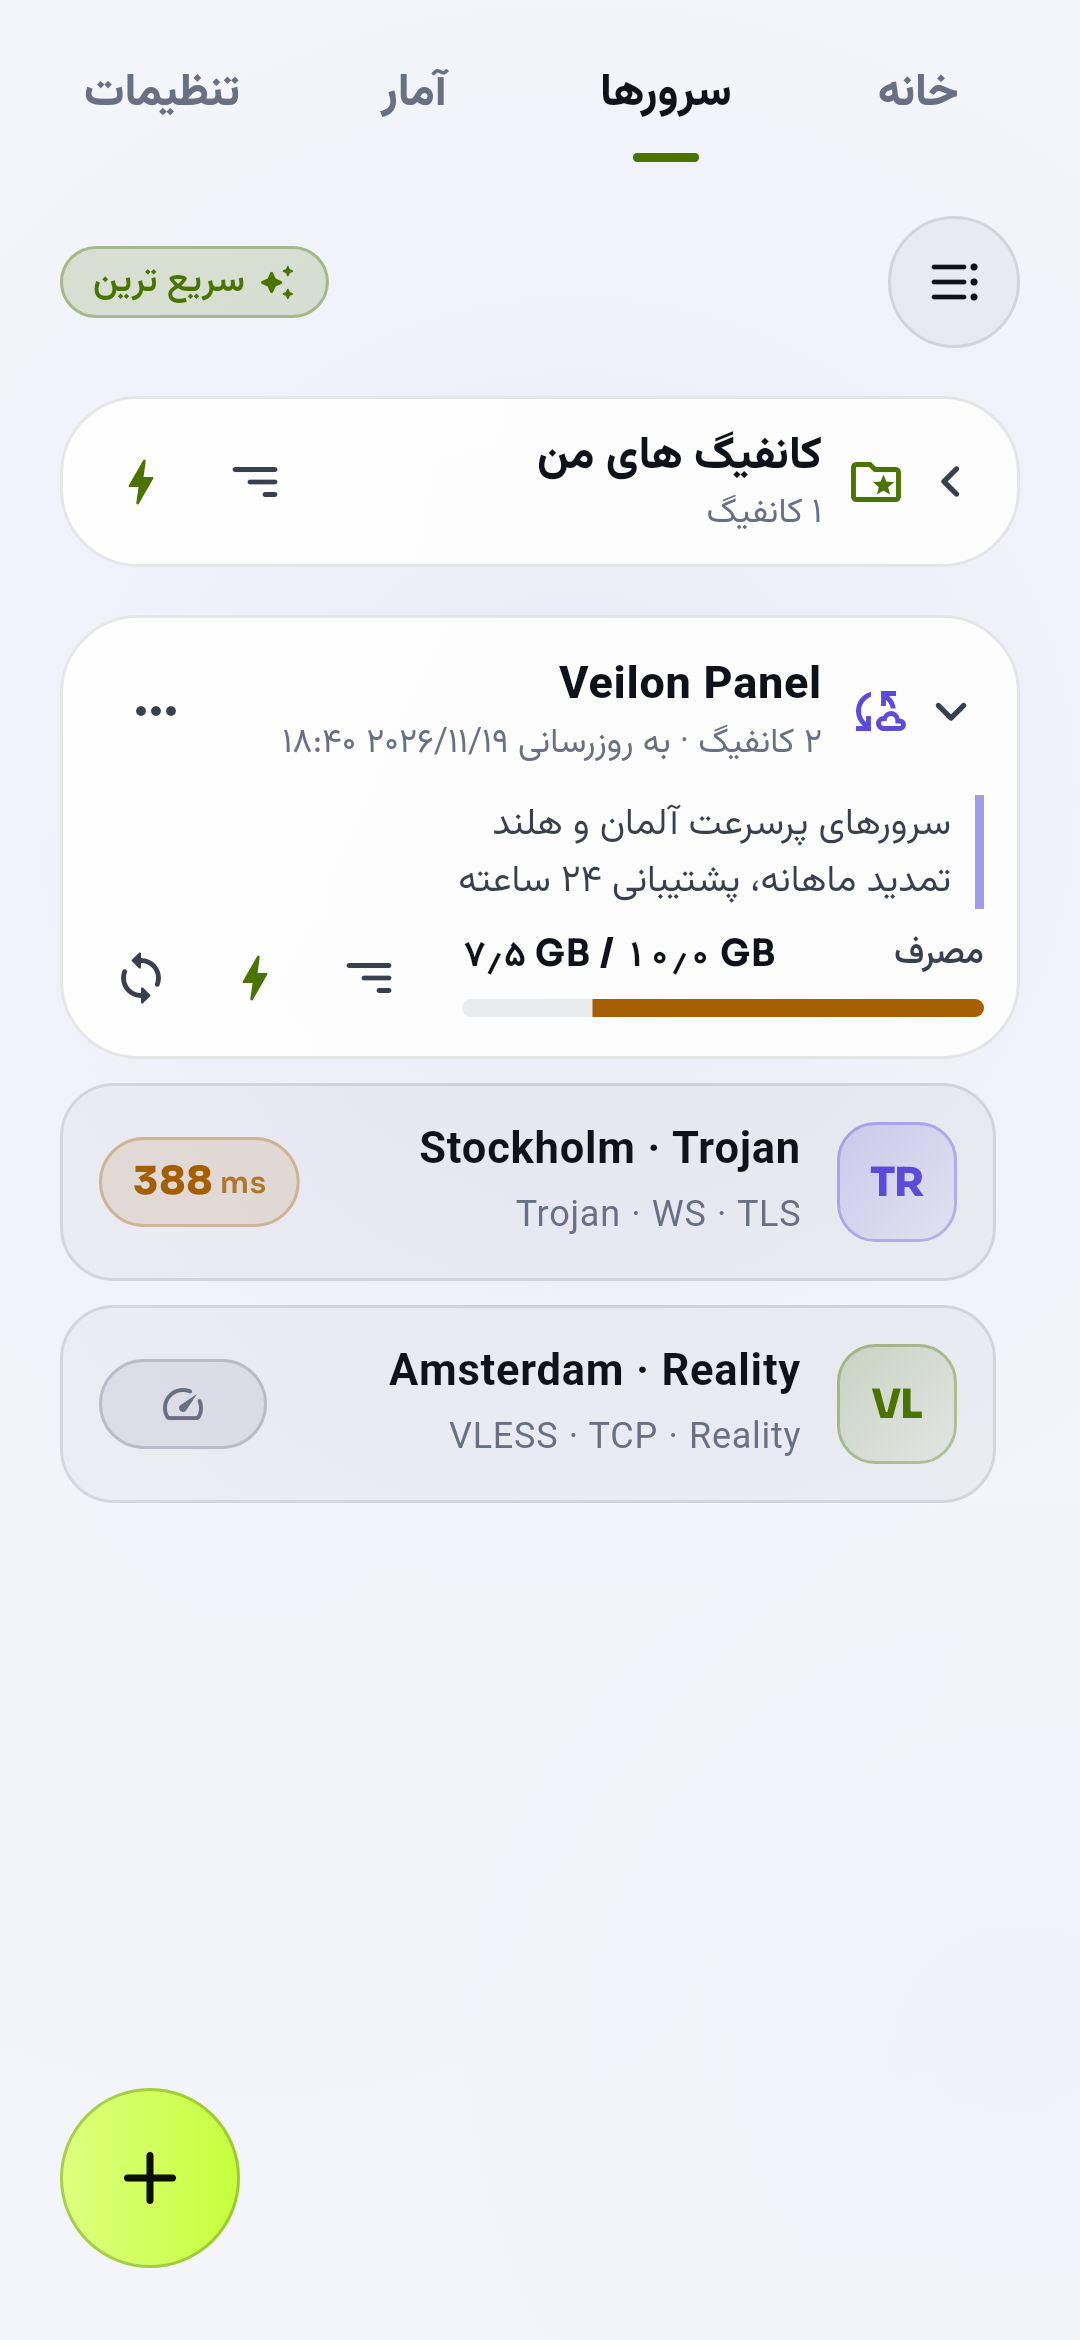 خانه
سرورها
آمار
تنظیمات
سریع ترین
کانفیگ های من
۱ کانفیگ
Veilon Panel
۲ کانفیگ · به روزرسانی ۲۰۲۶/۱۱/۱۹ ۱۸:۴۰
سرورهای پرسرعت آلمان و هلند
تمدید ماهانه، پشتیبانی ۲۴ ساعته
مصرف
۷٫۵ GB / ۱۰٫۰ GB
TR
Stockholm · Trojan
Trojan · WS · TLS
388 ms
VL
Amsterdam · Reality
VLESS · TCP · Reality